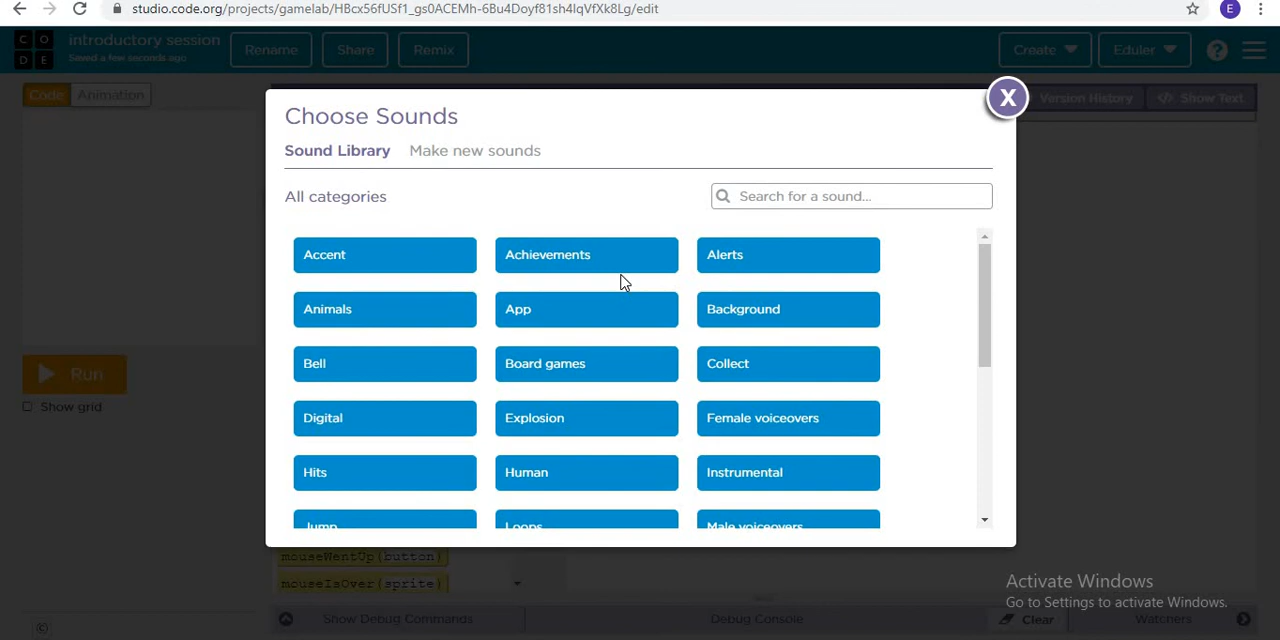 studio.code.org/projects/gamelab/HBcx56fUSf1_gs0ACEMh-6Bu4Doyf81sh4lqVfXk8Lg/edit
E
C O
D E
introductory session
Saved a few seconds ago
Rename
Share
Remix
Create
Eduler
?
Code
Animation
Version History
Show Text
Choose Sounds
X
Sound Library
Make new sounds
All categories
Search for a sound...
Accent
Achievements
Alerts
Animals
App
Background
Bell
Board games
Collect
Digital
Explosion
Female voiceovers
Hits
Human
Instrumental
Jump
Loops
Male voiceovers
Run
Show grid
mouseWentUp(button)
mouseIsOver(sprite)
Activate Windows
Go to Settings to activate Windows.
Show Debug Commands
Debug Console
Clear
Watchers
©